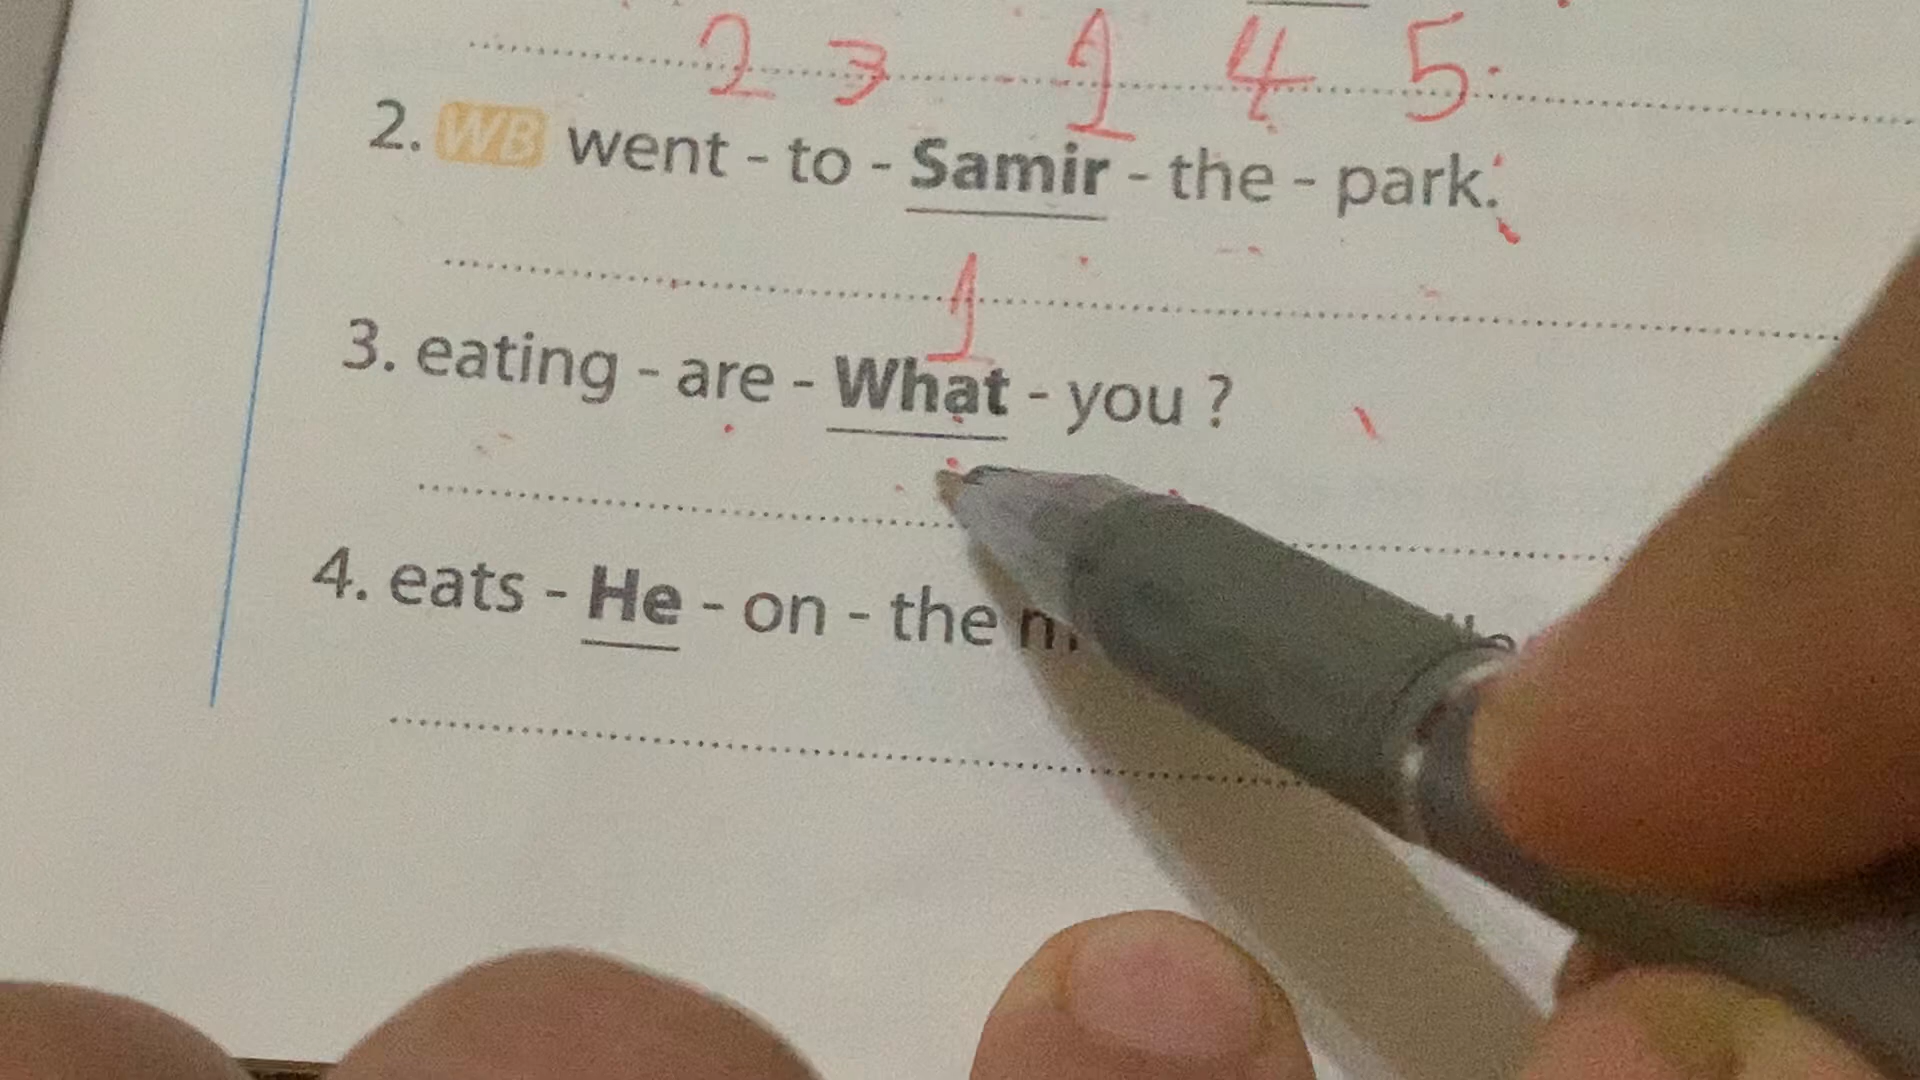 2 3 1 4 5
2. WB went - to - Samir - the - park.
1
3. eating - are - What - you ?
4. eats - He - on - the